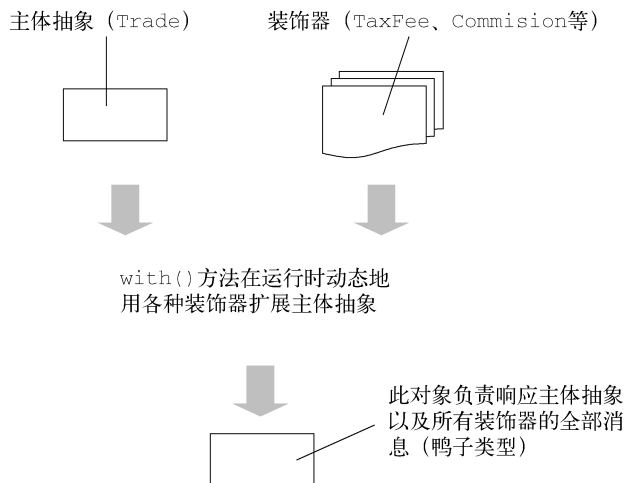 主体抽象（Trade）
装饰器（TaxFee、Commision等）
with()方法在运行时动态地
用各种装饰器扩展主体抽象
此对象负责响应主体抽象
以及所有装饰器的全部消
息（鸭子类型）